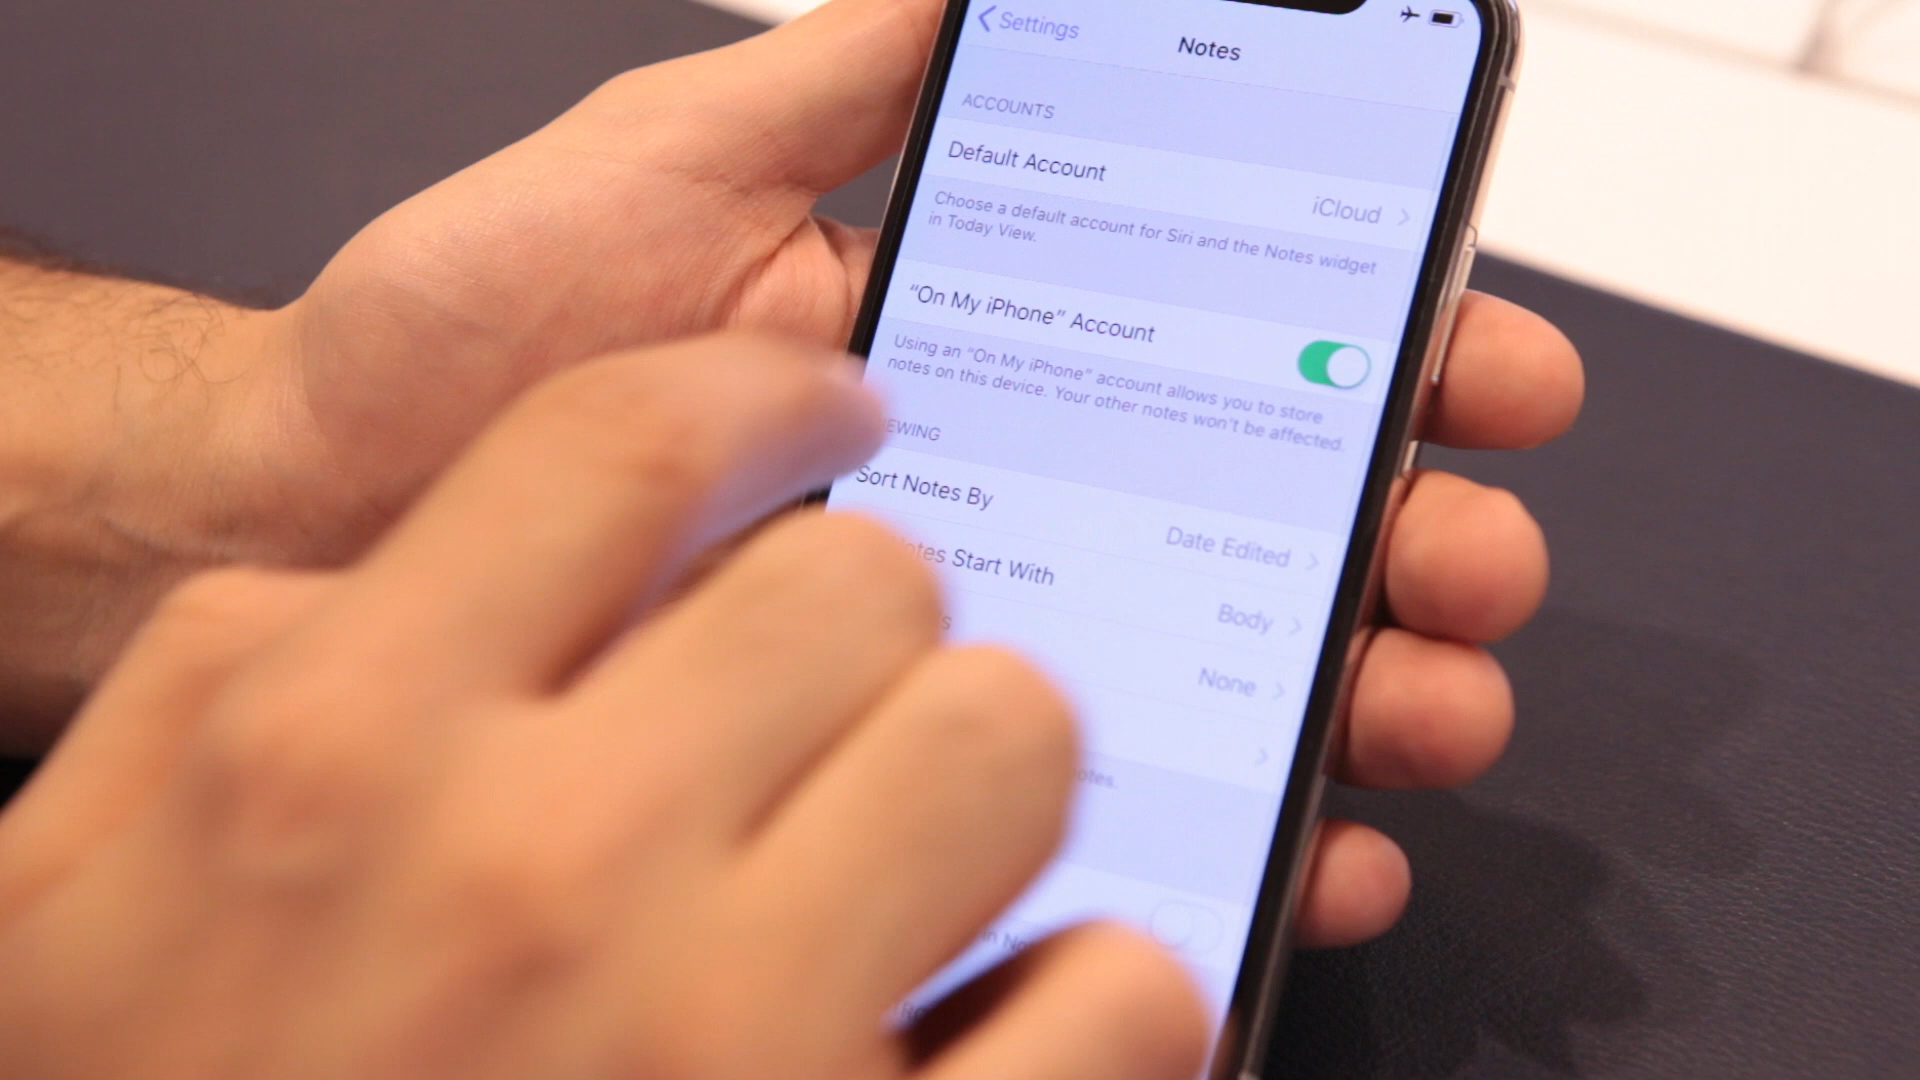 Settings
Notes
ACCOUNTS
Default Account
iCloud
Choose a default account for Siri and the Notes widget
in Today View.
“On My iPhone” Account
Using an “On My iPhone” account allows you to store
notes on this device. Your other notes won’t be affected.
EWING
Sort Notes By
Date Edited
otes Start With
Body
s
None
otes.